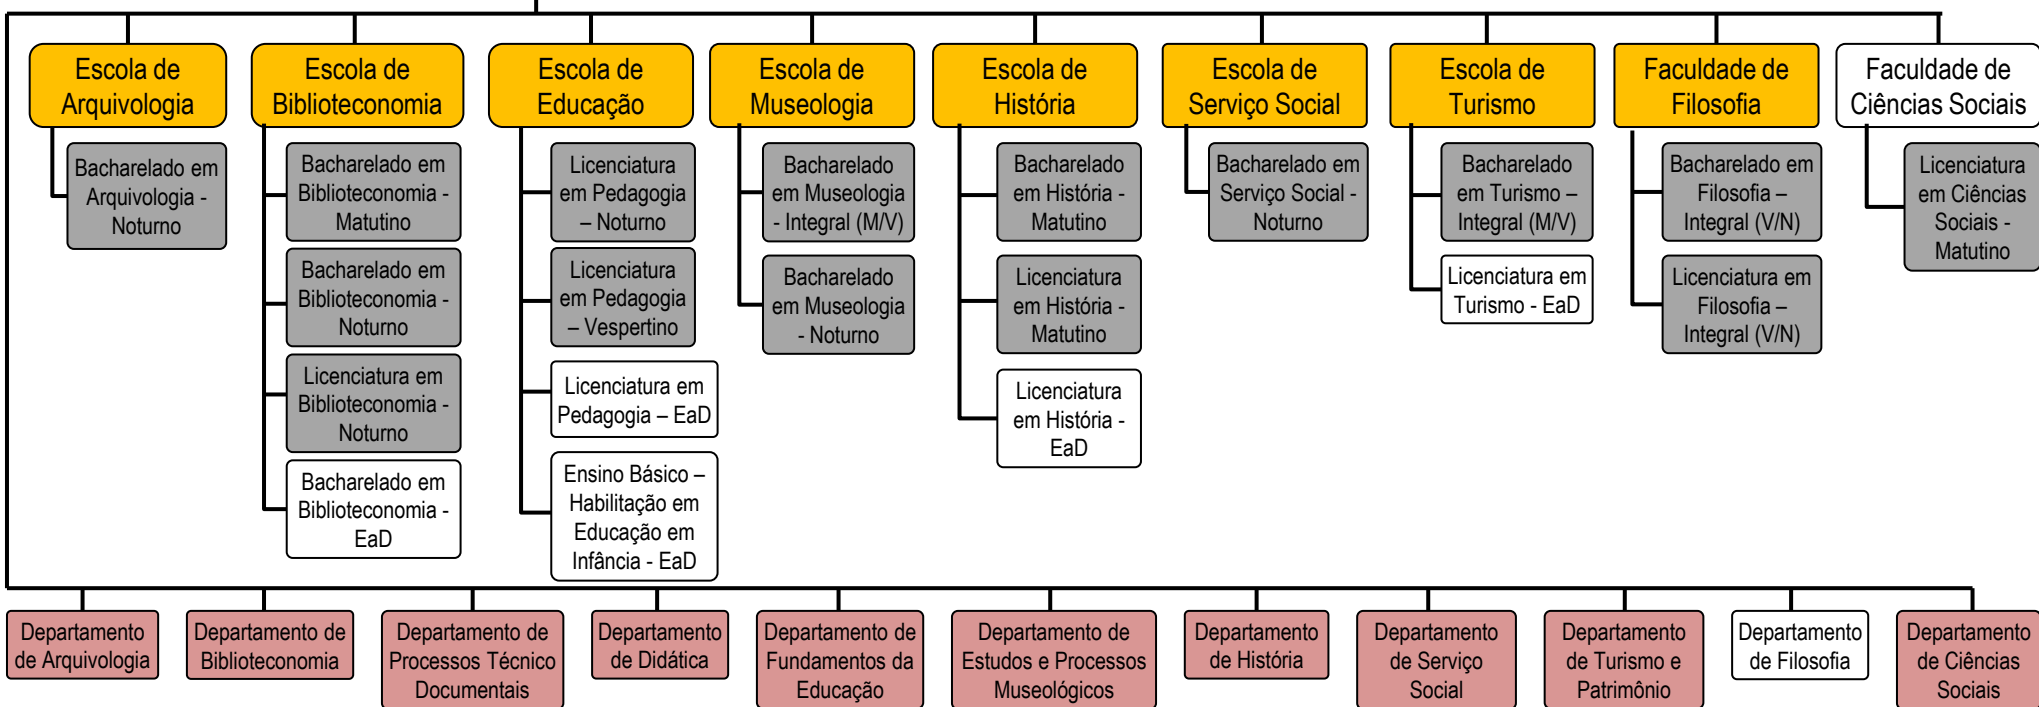 Escola de
Arquivologia
Escola de
Biblioteconomia
Escola de
Educação
Escola de
Museologia
Escola de
História
Escola de
Serviço Social
Escola de
Turismo
Faculdade de
Filosofia
Faculdade de
Ciências Sociais
Bacharelado em
Arquivologia -
Noturno
Bacharelado em
Biblioteconomia -
Matutino
Bacharelado em
Biblioteconomia -
Noturno
Licenciatura em
Biblioteconomia -
Noturno
Bacharelado em
Biblioteconomia -
EaD
Licenciatura
em Pedagogia
– Noturno
Licenciatura
em Pedagogia
– Vespertino
Licenciatura em
Pedagogia – EaD
Ensino Básico –
Habilitação em
Educação em
Infância - EaD
Bacharelado
em Museologia
- Integral (M/V)
Bacharelado
em Museologia
- Noturno
Bacharelado
em História -
Matutino
Licenciatura
em História -
Matutino
Licenciatura
em História -
EaD
Bacharelado em
Serviço Social -
Noturno
Bacharelado
em Turismo –
Integral (M/V)
Licenciatura em
Turismo - EaD
Bacharelado em
Filosofia –
Integral (V/N)
Licenciatura em
Filosofia –
Integral (V/N)
Licenciatura
em Ciências
Sociais -
Matutino
Departamento
de Arquivologia
Departamento de
Biblioteconomia
Departamento de
Processos Técnico
Documentais
Departamento
de Didática
Departamento de
Fundamentos da
Educação
Departamento de
Estudos e Processos
Museológicos
Departamento
de História
Departamento
de Serviço
Social
Departamento
de Turismo e
Patrimônio
Departamento
de Filosofia
Departamento
de Ciências
Sociais